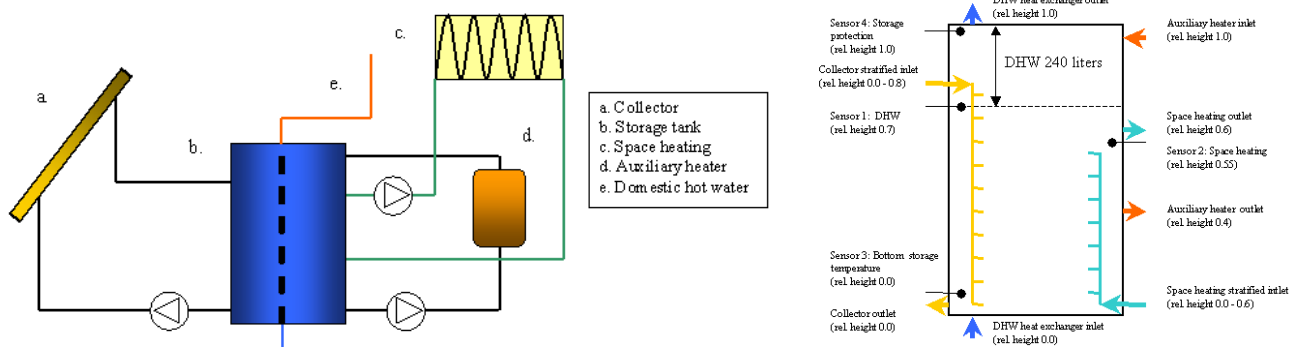 a.
b.
c.
d.
e.
a. Collector
b. Storage tank
c. Space heating
d. Auxiliary heater
e. Domestic hot water
DHW heat exchanger outlet
(rel. height 1.0)
Sensor 4: Storage
protection
(rel. height 1.0)
Collector stratified inlet
(rel. height 0.0 - 0.8)
Sensor 1: DHW
(rel. height 0.7)
Sensor 3: Bottom storage
temperature
(rel. height 0.0)
Collector outlet
(rel. height 0.0)
DHW 240 liters
DHW heat exchanger inlet
(rel. height 0.0)
Auxiliary heater inlet
(rel. height 1.0)
Space heating outlet
(rel. height 0.6)
Sensor 2: Space heating
(rel. height 0.55)
Auxiliary heater outlet
(rel. height 0.4)
Space heating stratified intlet
(rel. height 0.0 - 0.6)